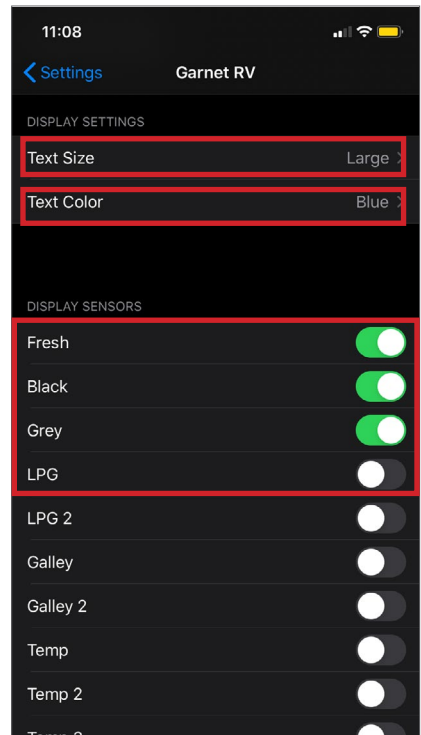 11:08
Settings Garnet RV
DISPLAY SETTINGS
Text Size Large
Text Color Blue
DISPLAY SENSORS
Fresh
Black
Grey
LPG
LPG 2
Galley
Galley 2
Temp
Temp 2